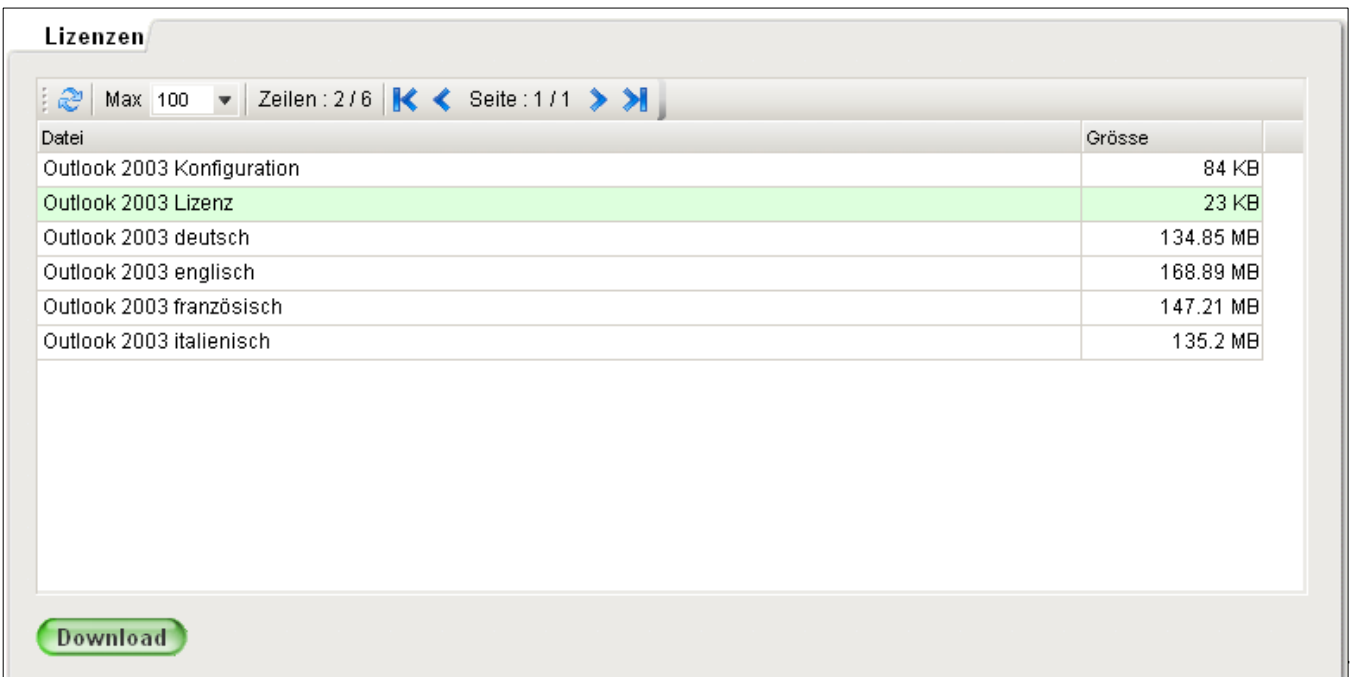 Lizenzen
Max 100 Zeilen : 2 / 6 Seite : 1 / 1
Datei Grösse
Outlook 2003 Konfiguration 84 KB
Outlook 2003 Lizenz 23 KB
Outlook 2003 deutsch 134.85 MB
Outlook 2003 englisch 168.89 MB
Outlook 2003 französisch 147.21 MB
Outlook 2003 italienisch 135.2 MB
Download